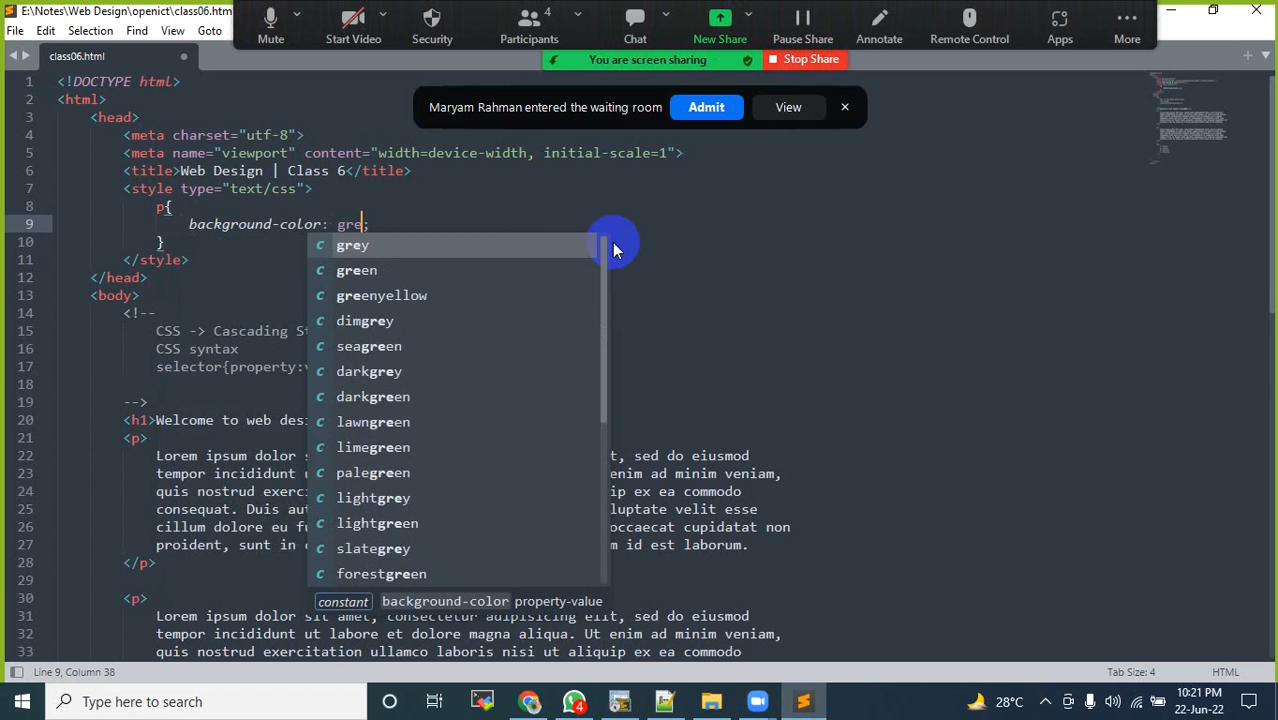 E:\Notes\Web Design\openict\class06.htm
File
Edit
Selection
Find
View
Goto
Mute
Start Video
Security
4
Participants
Chat
New Share
Pause Share
Annotate
Remote Control
Apps
More
You are screen sharing
Stop Share
class06.html
Maryam Rahman entered the waiting room
Admit
View
1 <!DOCTYPE html>
2 <html>
3 <head>
4 <meta charset="utf-8">
5 <meta name="viewport" content="width=device-width, initial-scale=1">
6 <title>Web Design | Class 6</title>
7 <style type="text/css">
8 p{
9 background-color: gre;
10 }
11 </style>
12 </head>
13 <body>
14 <!--
15 CSS -> Cascading St
16 CSS syntax
17 selector{property:v
18
19 -->
20 <h1>Welcome to web des
21 <p>
22 Lorem ipsum dolor s t, sed do eiusmod
23 tempor incididunt u ad minim veniam,
24 quis nostrud exerci ip ex ea commodo
25 consequat. Duis aut luptate velit esse
26 cillum dolore eu fu occaecat cupidatat non
27 proident, sunt in c m id est laborum.
28 </p>
29
30 <p>
31 Lorem ipsum dolor sit amet, consectetur adipisicing elit, sed do eiusmod
32 tempor incididunt ut labore et dolore magna aliqua. Ut enim ad minim veniam,
33 quis nostrud exercitation ullamco laboris nisi ut aliquip ex ea commodo
c grey
c green
c greenyellow
c dimgrey
c seagreen
c darkgrey
c darkgreen
c lawngreen
c limegreen
c palegreen
c lightgrey
c lightgreen
c slategrey
c forestgreen
constant background-color property-value
Line 9, Column 38
Tab Size: 4
HTML
Type here to search
4
28°C
10:21 PM
22-Jun-22